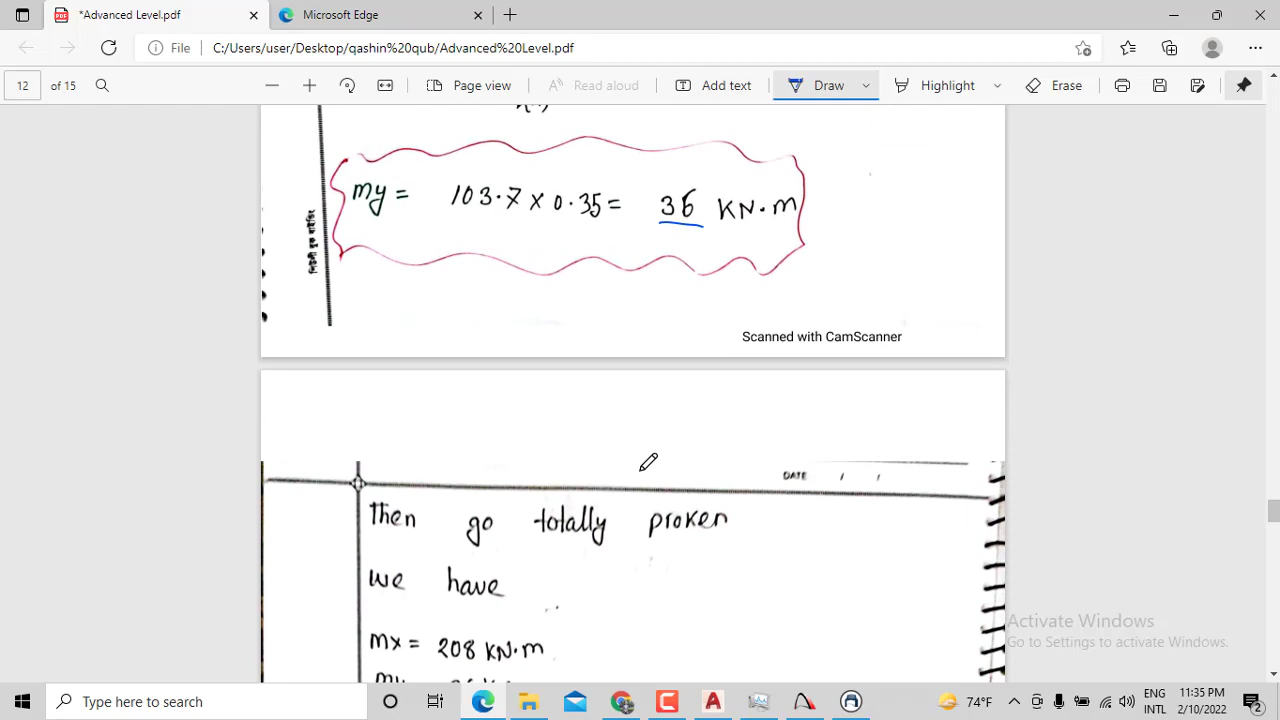 *Advanced Level.pdf
Microsoft Edge
File C:/Users/user/Desktop/qashin%20qub/Advanced%20Level.pdf
12 of 15 Page view Read aloud Add text Draw Highlight Erase
my = 103.7 x 0.35 = 36 KN.m
Scanned with CamScanner
DATE / /
Then go totally proken
we have
mx = 208 KN.m
Activate Windows
Go to Settings to activate Windows.
Type here to search
74°F
ENG
INTL
1:35 PM
2/10/2022
2